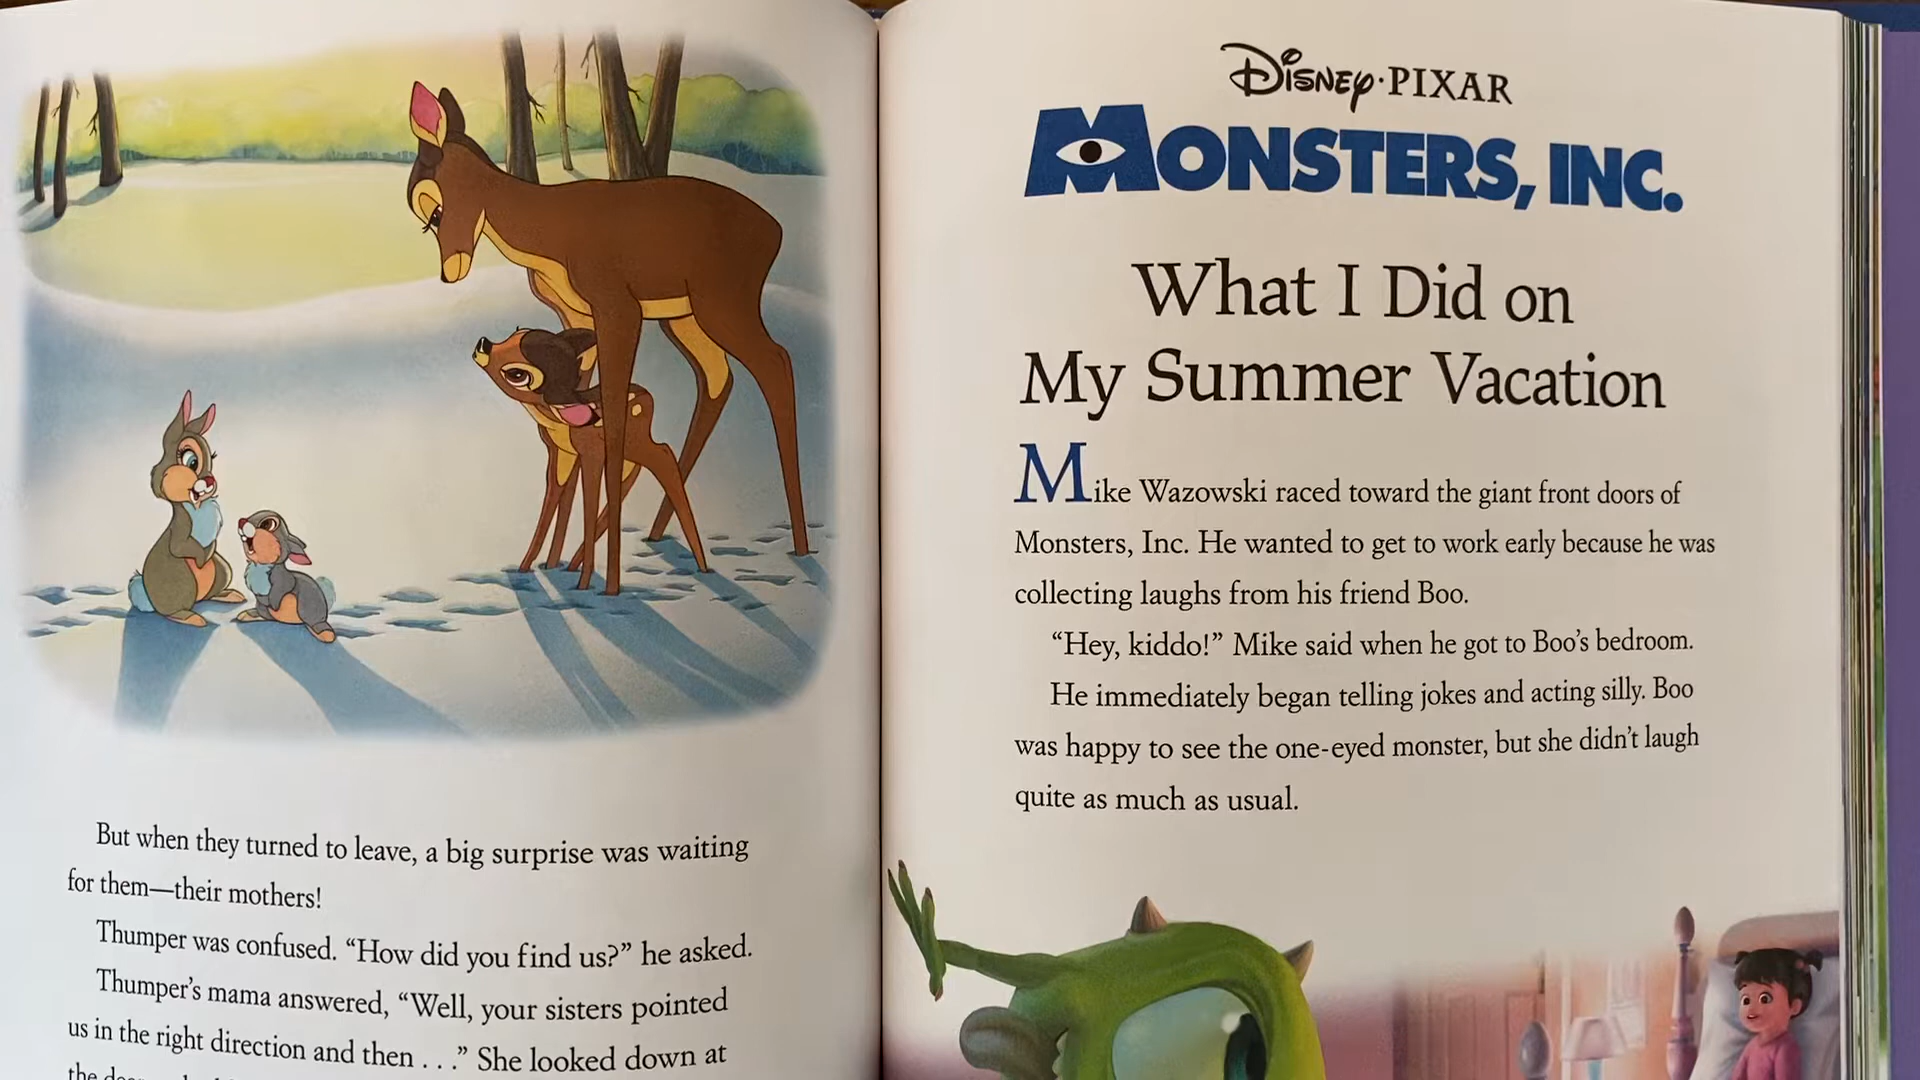 But when they turned to leave, a big surprise was waiting
for them—their mothers!
Thumper was confused. “How did you find us?” he asked.
Thumper’s mama answered, “Well, your sisters pointed
us in the right direction and then . . .” She looked down at
the
Disney·PIXAR
MONSTERS, INC.
What I Did on
My Summer Vacation
Mike Wazowski raced toward the giant front doors of
Monsters, Inc. He wanted to get to work early because he was
collecting laughs from his friend Boo.
“Hey, kiddo!” Mike said when he got to Boo’s bedroom.
He immediately began telling jokes and acting silly. Boo
was happy to see the one-eyed monster, but she didn’t laugh
quite as much as usual.